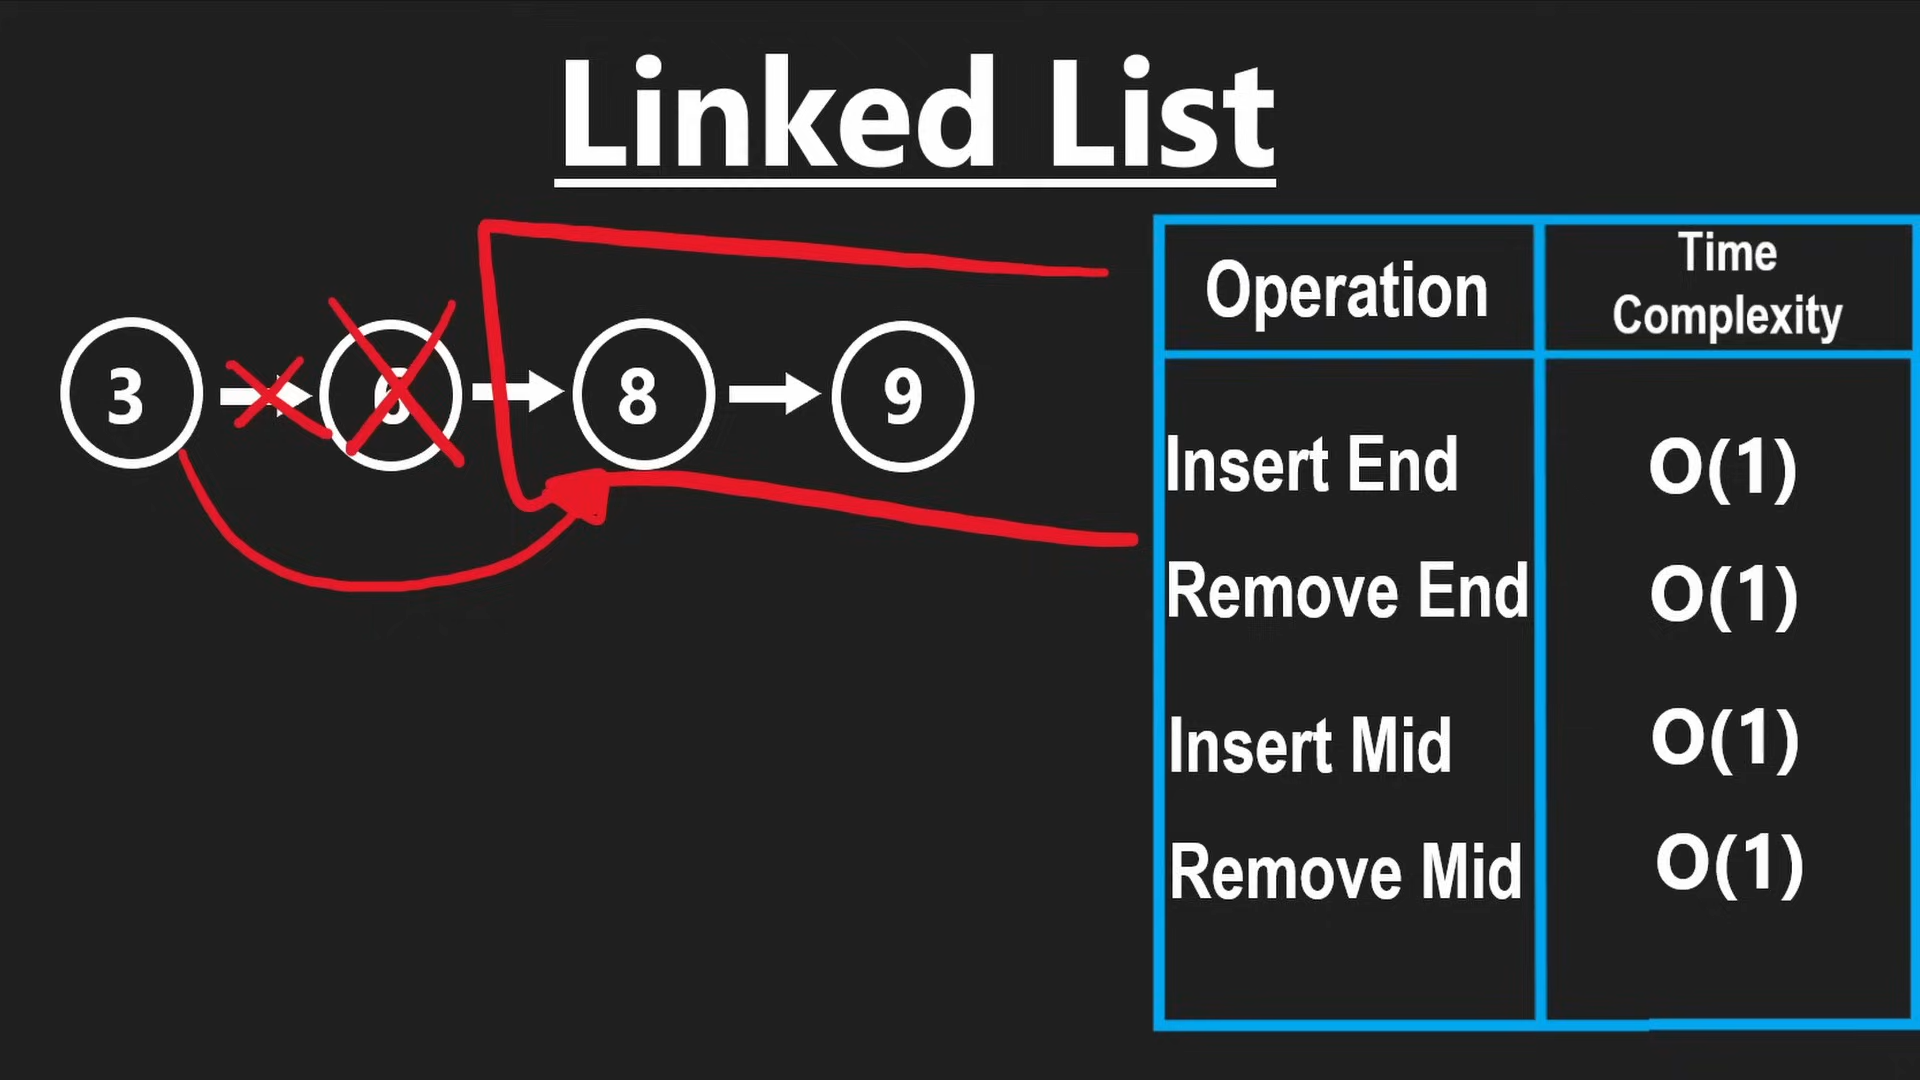 Linked List
3 6 8 9
Operation
Time
Complexity
Insert End O(1)
Remove End O(1)
Insert Mid O(1)
Remove Mid O(1)